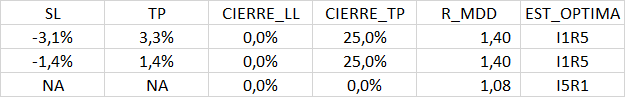 SL TP CIERRE_LL CIERRE_TP R_MDD EST_OPTIMA
-3,1% 3,3% 0,0% 25,0% 1,40 I1R5
-1,4% 1,4% 0,0% 25,0% 1,40 I1R5
NA NA 0,0% 0,0% 1,08 I5R1